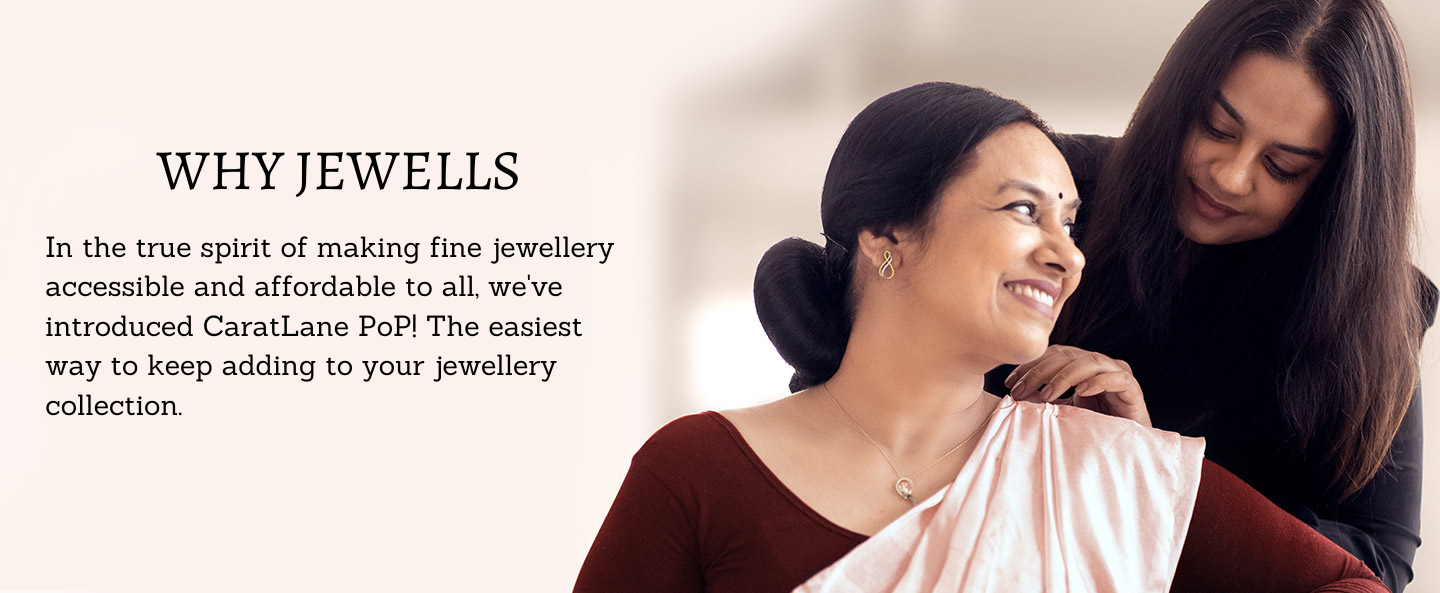 WHY JEWELLS
In the true spirit of making fine jewellery
accessible and affordable to all, we've
introduced CaratLane PoP! The easiest
way to keep adding to your jewellery
collection.